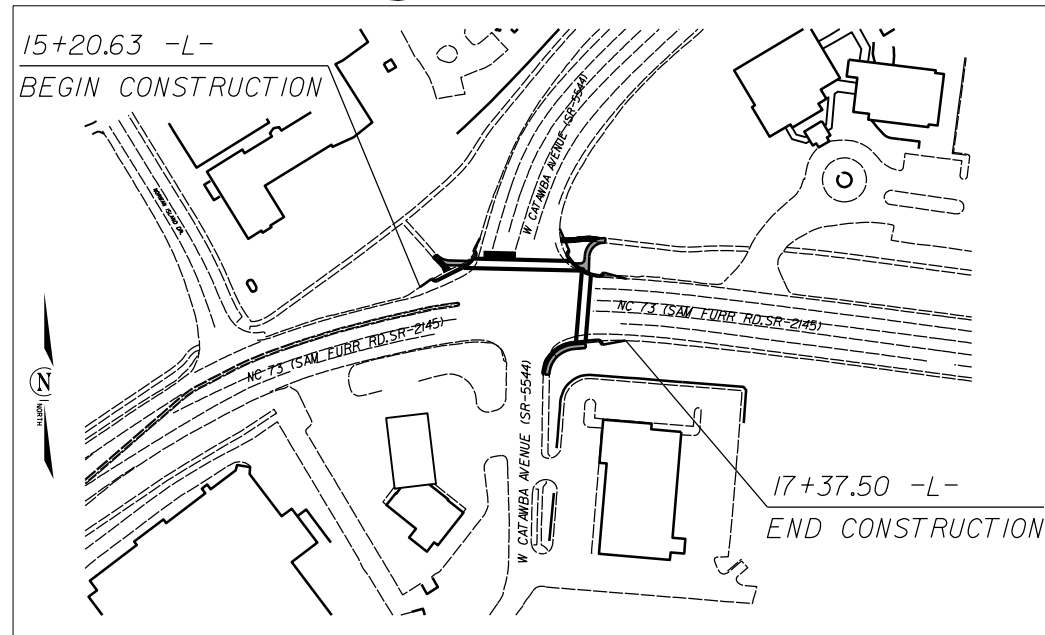 15+20.63 -L-
BEGIN CONSTRUCTION
W CATAWBA AVENUE (SR-5544)
NC 73 (SAM FURR RD,SR-2145)
NC 73 (SAM FURR RD,SR-2145)
N
NORTH
W CATAWBA AVENUE (SR-5544)
17+37.50 -L-
END CONSTRUCTION